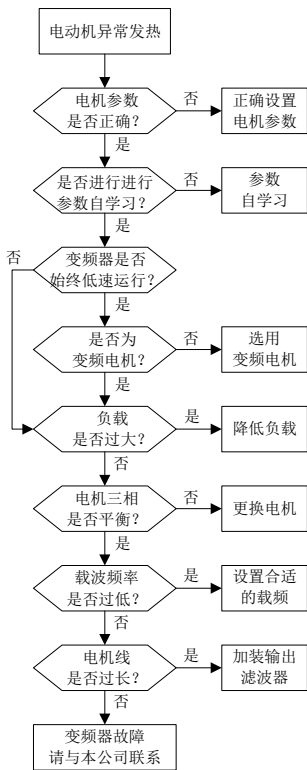 电动机异常发热
电机参数
是否正确？
否
正确设置
电机参数
是
是否进行进行
参数自学习？
否
参数
自学习
是
否
变频器是否
始终低速运行？
是
是否为
变频电机？
否
选用
变频电机
是
负载
是否过大？
是
降低负载
否
电机三相
是否平衡？
否
更换电机
是
载波频率
是否过低？
是
设置合适
的载频
否
电机线
是否过长？
是
加装输出
滤波器
否
变频器故障
请与本公司联系